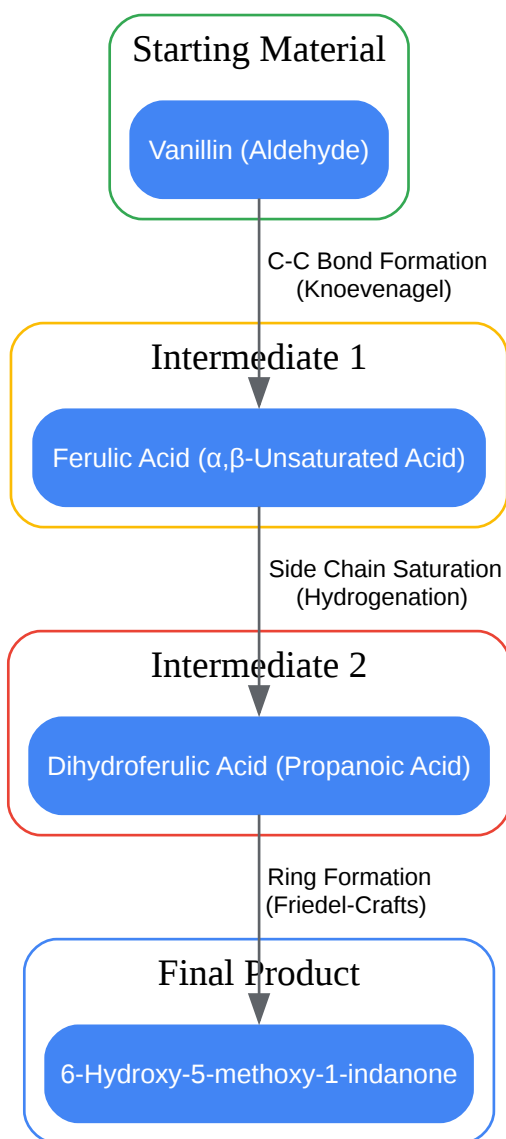 Starting Material
Vanillin (Aldehyde)
C-C Bond Formation
(Knoevenagel)
Intermediate 1
Ferulic Acid (α,β-Unsaturated Acid)
Side Chain Saturation
(Hydrogenation)
Intermediate 2
Dihydroferulic Acid (Propanoic Acid)
Ring Formation
(Friedel-Crafts)
Final Product
6-Hydroxy-5-methoxy-1-indanone